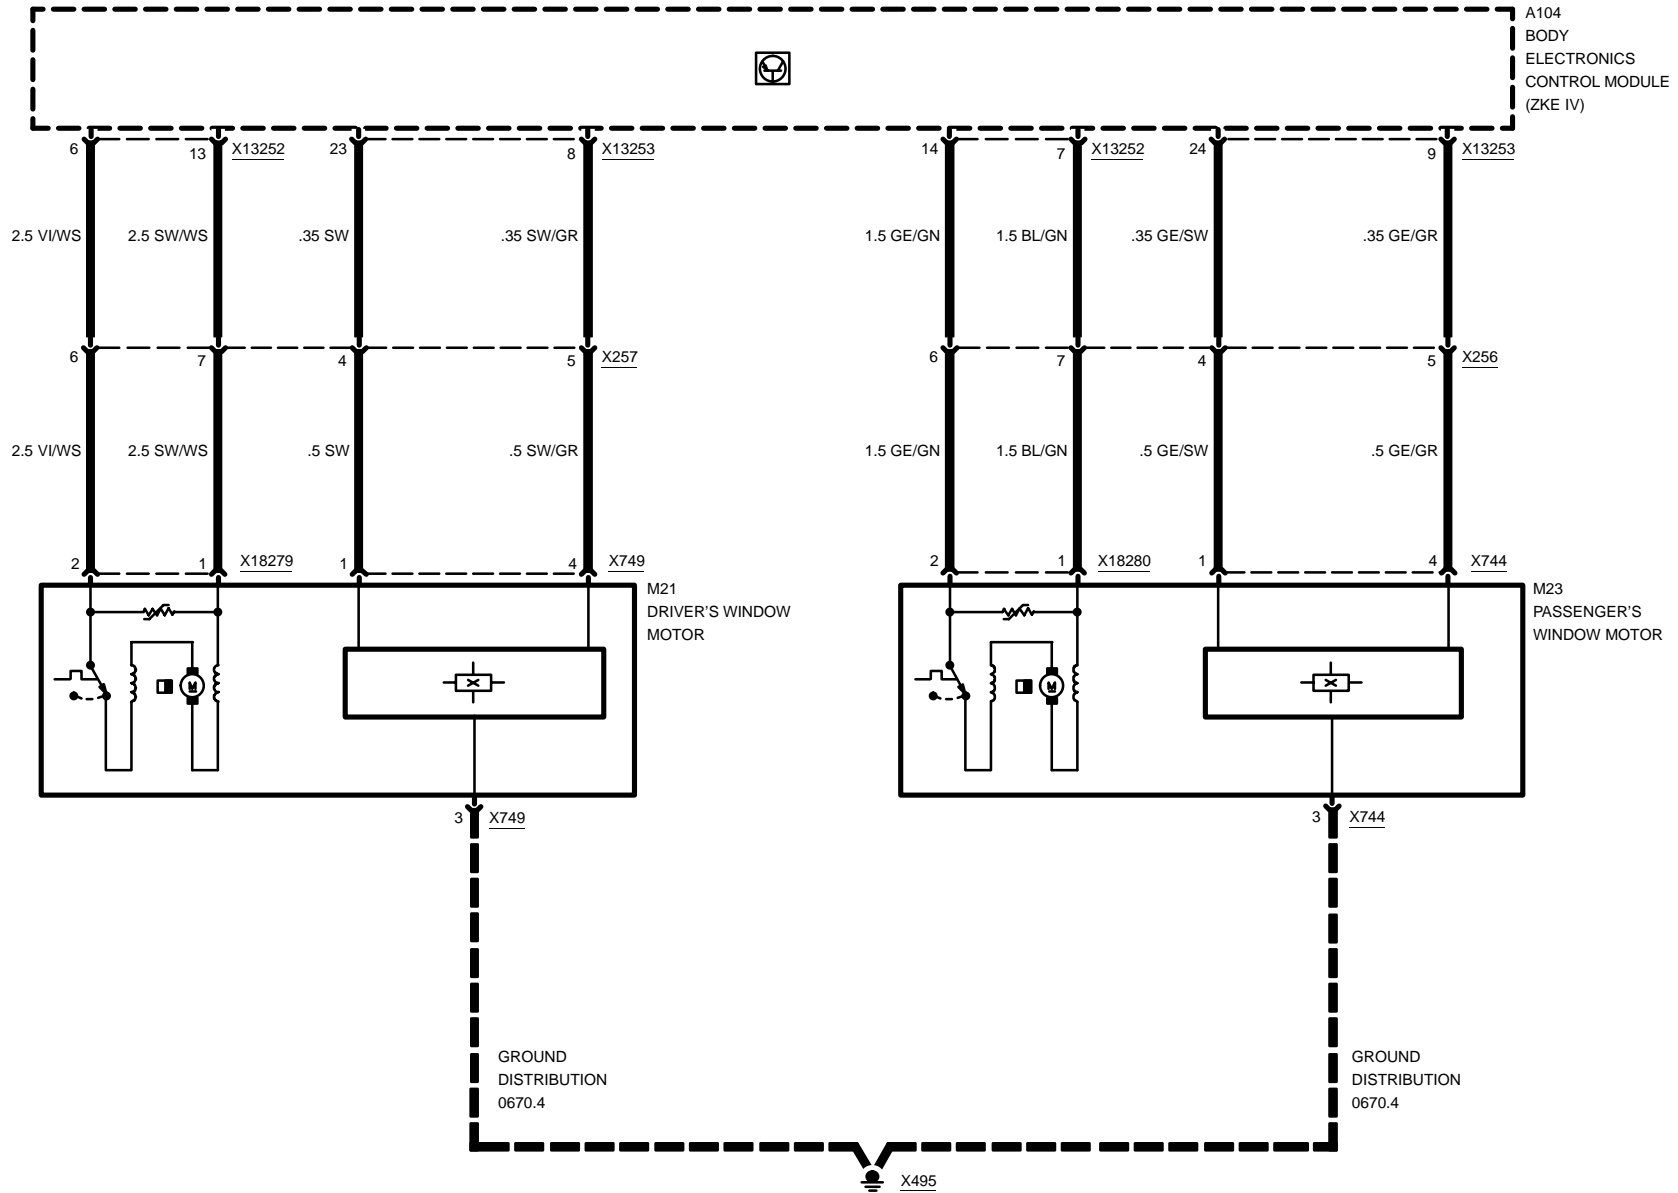 A104
BODY
ELECTRONICS
CONTROL MODULE
(ZKE IV)
6 13 X13252 23 8 X13253 14 7 X13252 24 9 X13253
2.5 VI/WS 2.5 SW/WS .35 SW .35 SW/GR 1.5 GE/GN 1.5 BL/GN .35 GE/SW .35 GE/GR
6 7 4 5 X257 6 7 4 5 X256
2.5 VI/WS 2.5 SW/WS .5 SW .5 SW/GR 1.5 GE/GN 1.5 BL/GN .5 GE/SW .5 GE/GR
2 1 X18279 1 4 X749 2 1 X18280 1 4 X744
M21
DRIVER'S WINDOW
MOTOR
M23
PASSENGER'S
WINDOW MOTOR
M M
3 X749 3 X744
GROUND
DISTRIBUTION
0670.4
GROUND
DISTRIBUTION
0670.4
X495